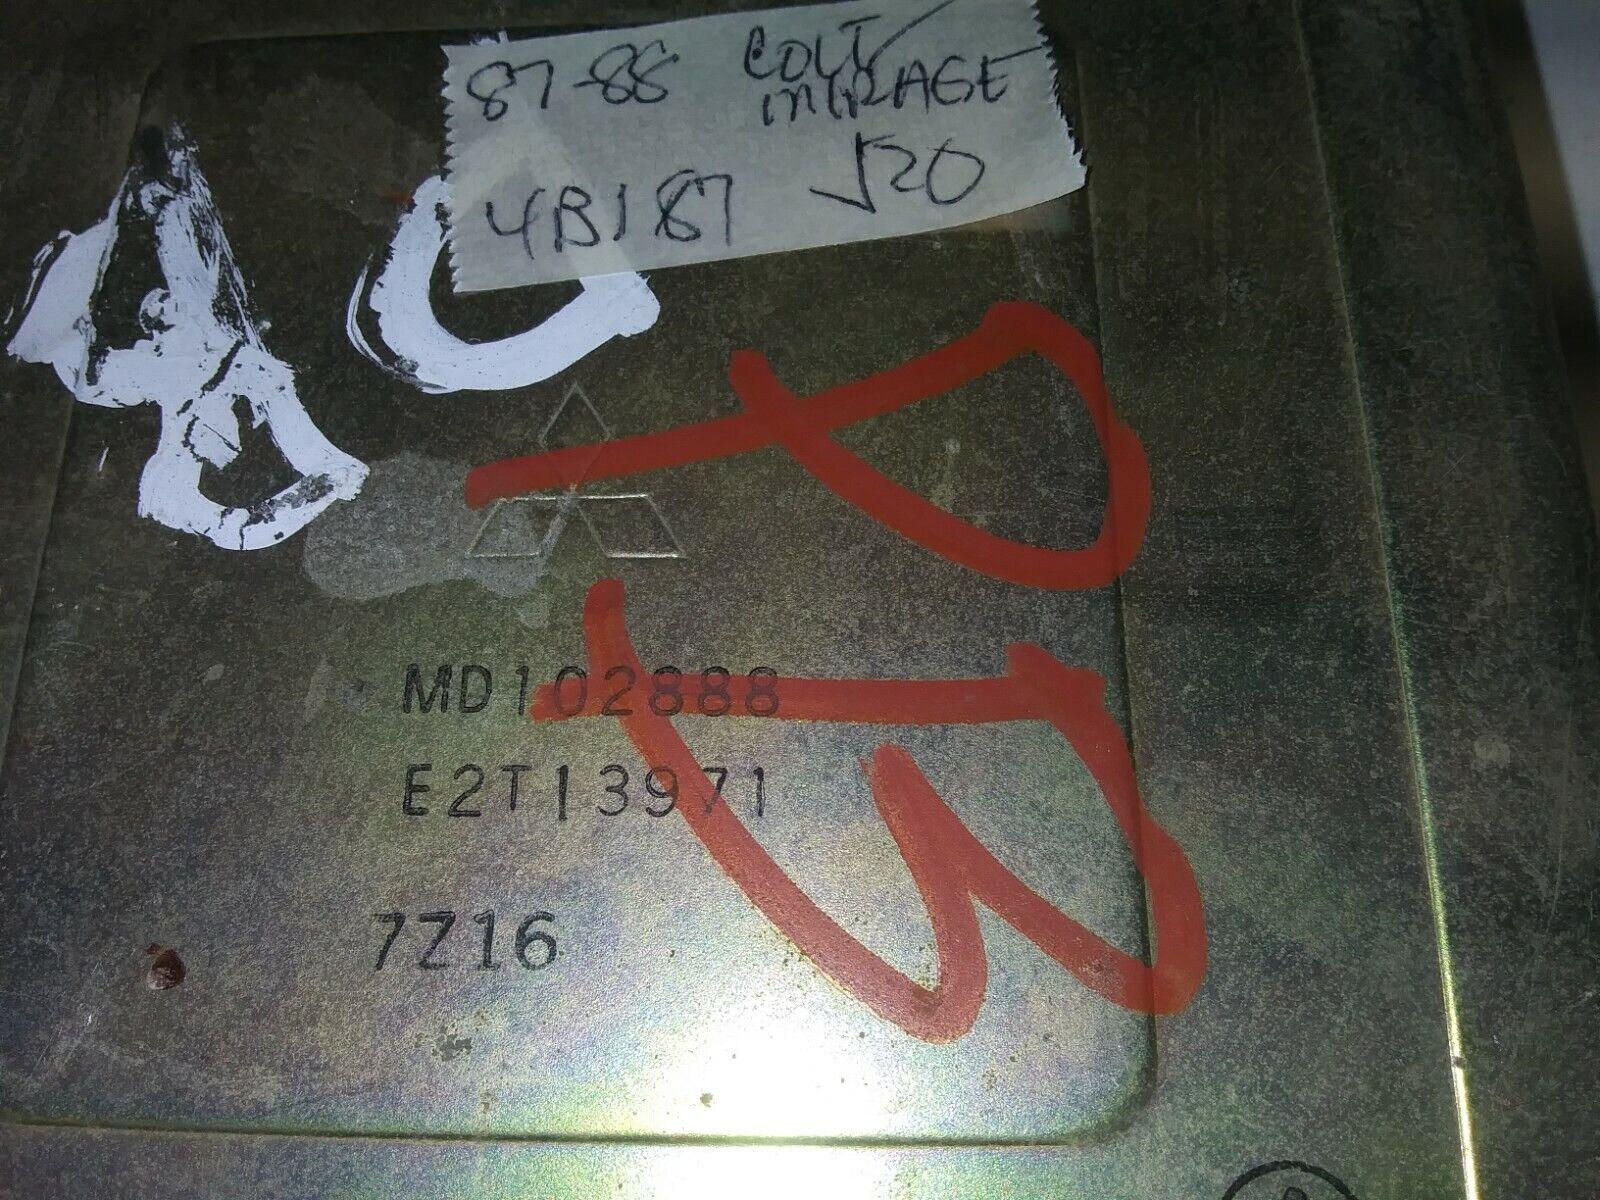 87-88 COLT/
MIRAGE
4B187 J20
MD102888
E2T13971
7Z16